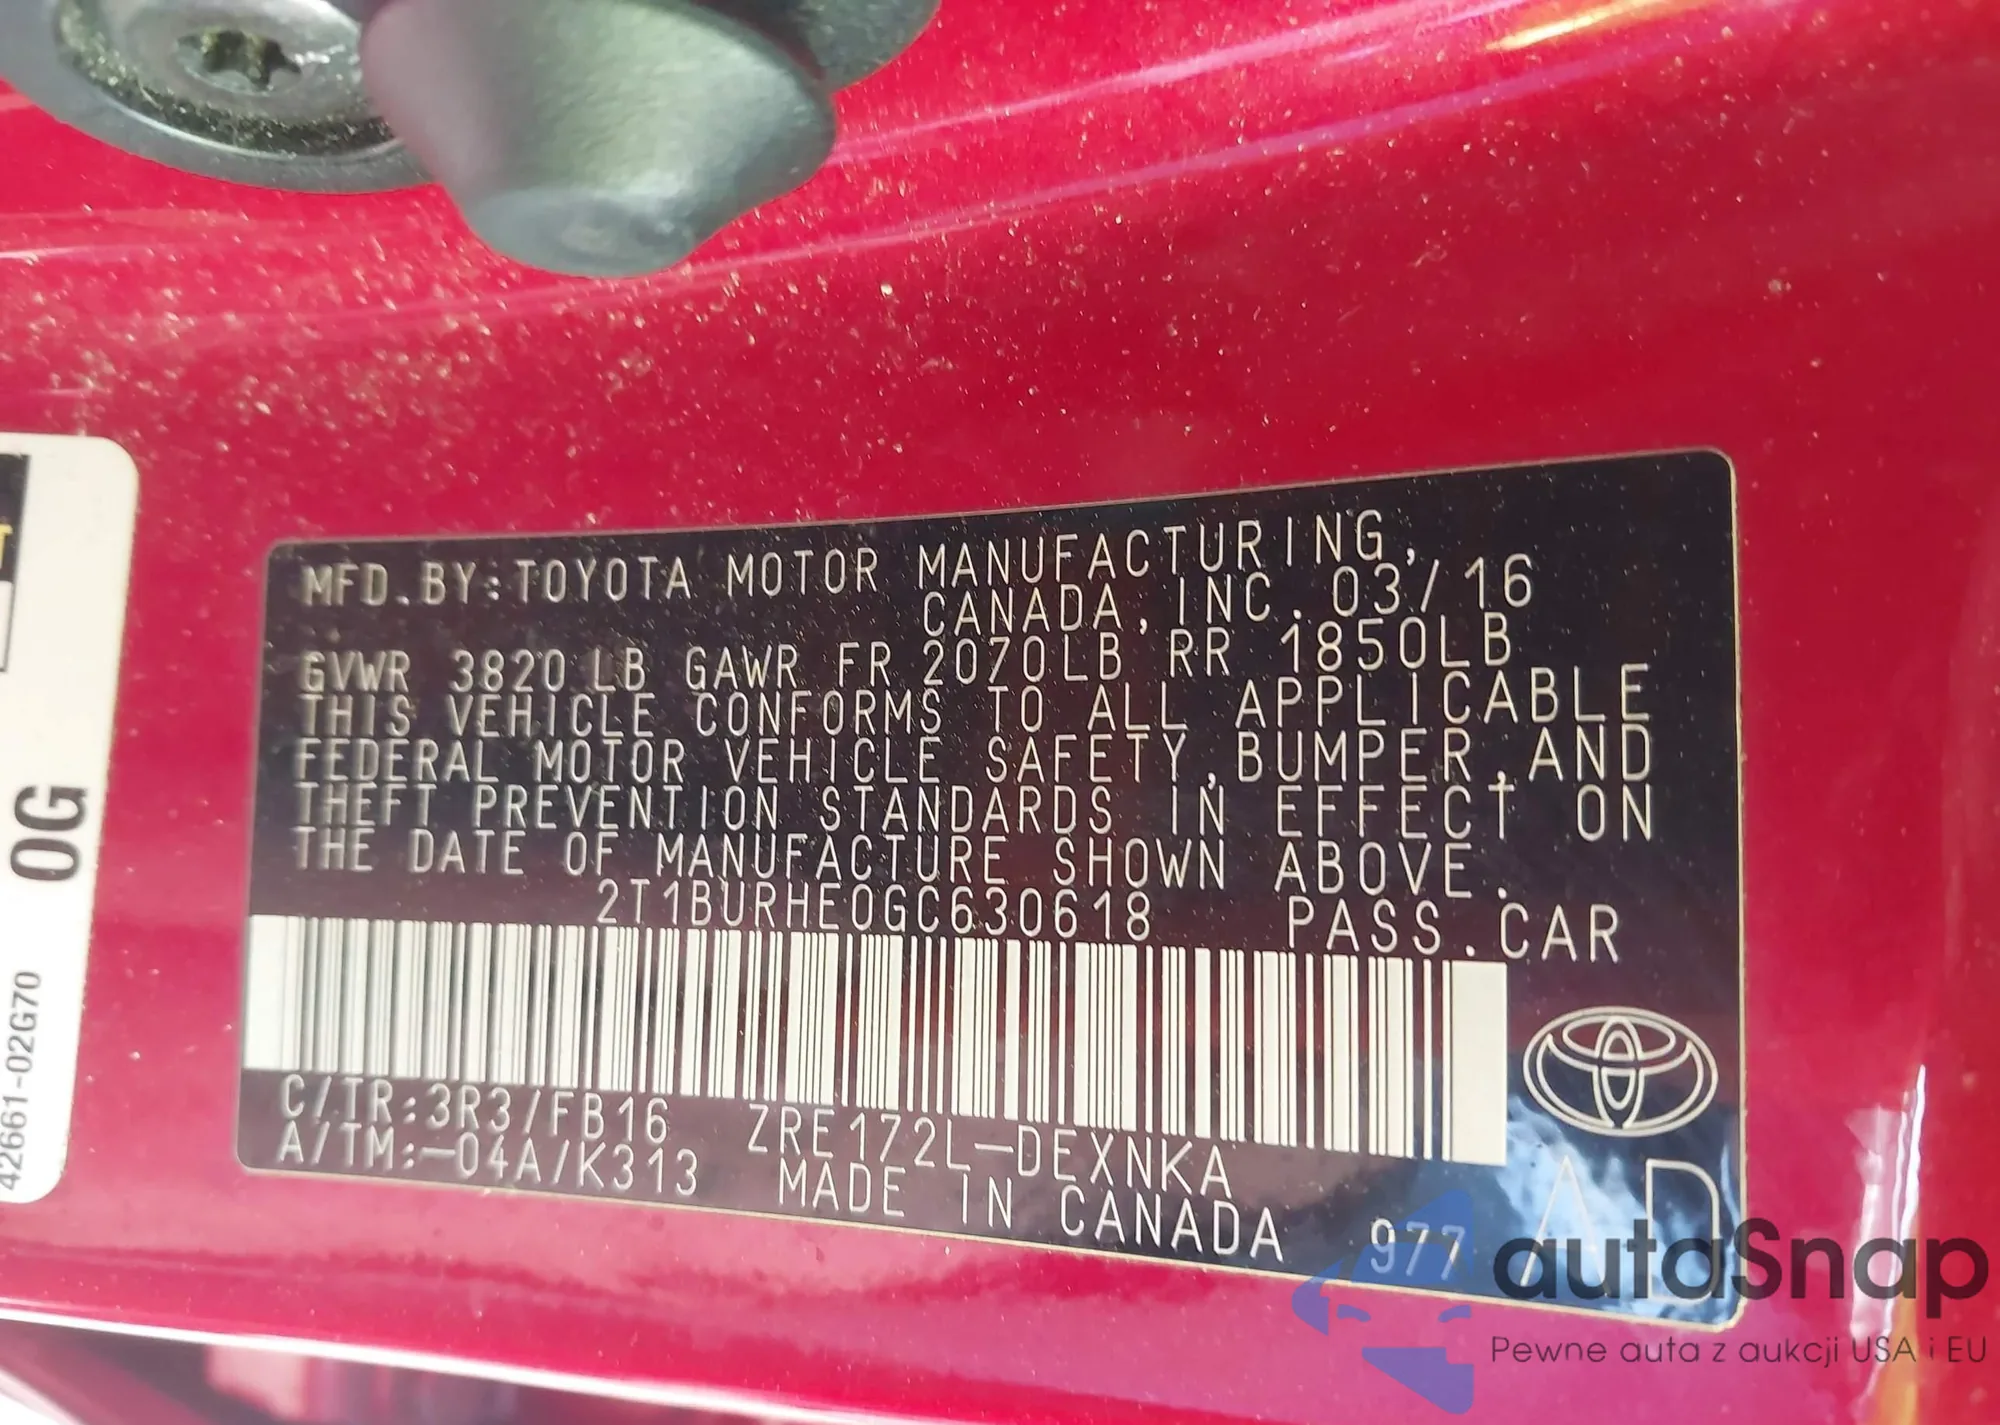 MFD.BY:TOYOTA MOTOR MANUFACTURING,
CANADA,INC. 03/16
GVWR 3820 LB GAWR FR 2070LB RR 1850LB
THIS VEHICLE CONFORMS TO ALL APPLICABLE
FEDERAL MOTOR VEHICLE SAFETY,BUMPER,AND
THEFT PREVENTION STANDARDS IN EFFECT ON
THE DATE OF MANUFACTURE SHOWN ABOVE.
2T1BURHE0GC630618 PASS.CAR
C/TR:3R3/FB16 ZRE172L-DEXNKA
A/TM:-04A/K313 MADE IN CANADA 977
AD
0G
42661-02G70
autoSnap
Pewne auta z aukcji USA i EU